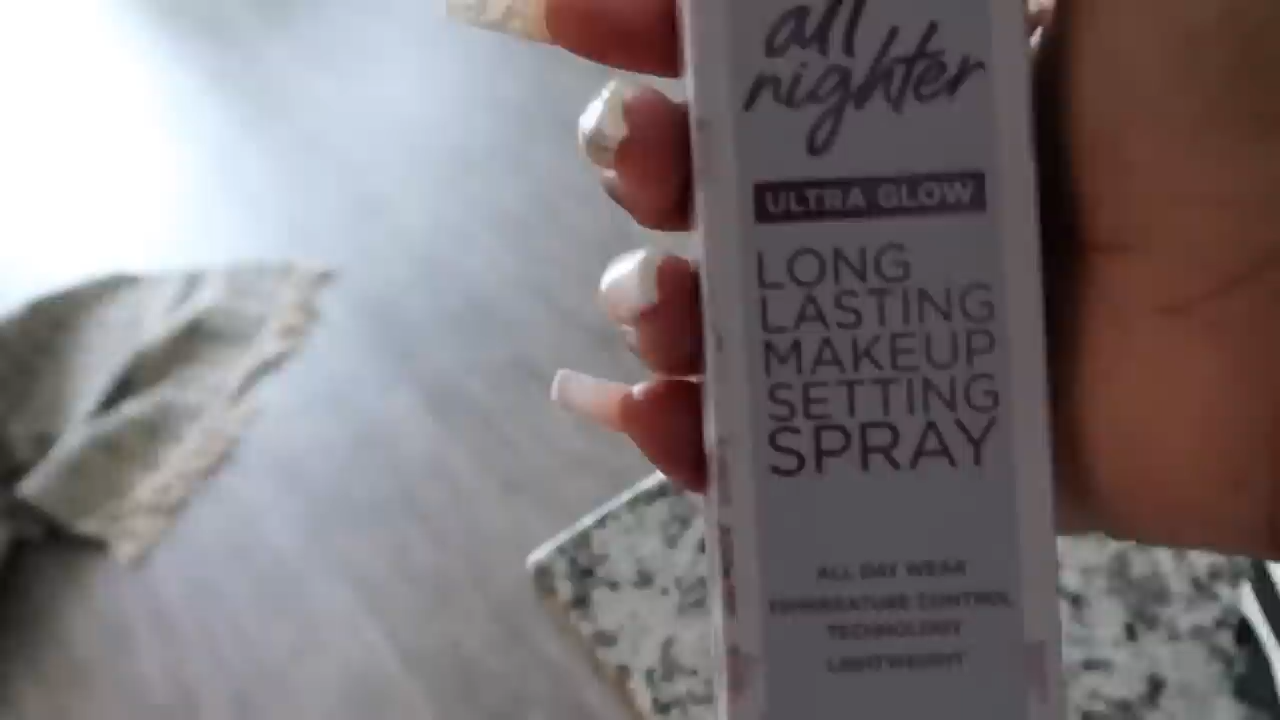 all
nighter
ULTRA GLOW
LONG
LASTING
MAKEUP
SETTING
SPRAY
ALL DAY WEAR
TEMPERATURE CONTROL
TECHNOLOGY
LIGHTWEIGHT